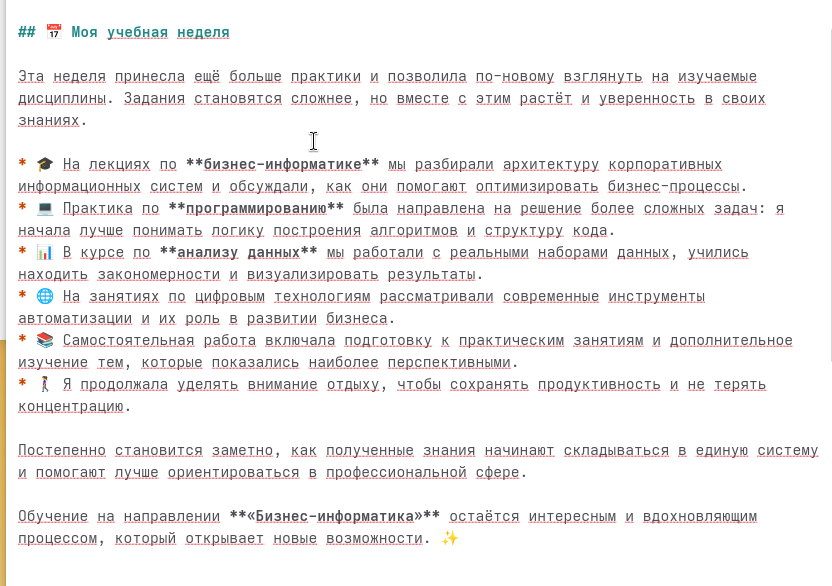 ## 📅 Моя учебная неделя
Эта неделя принесла ещё больше практики и позволила по-новому взглянуть на изучаемые
дисциплины. Задания становятся сложнее, но вместе с этим растёт и уверенность в своих
знаниях.
* 🎓 На лекциях по **бизнес-информатике** мы разбирали архитектуру корпоративных
информационных систем и обсуждали, как они помогают оптимизировать бизнес-процессы.
* 💻 Практика по **программированию** была направлена на решение более сложных задач: я
начала лучше понимать логику построения алгоритмов и структуру кода.
* 📊 В курсе по **анализу данных** мы работали с реальными наборами данных, учились
находить закономерности и визуализировать результаты.
* 🌐 На занятиях по цифровым технологиям рассматривали современные инструменты
автоматизации и их роль в развитии бизнеса.
* 📚 Самостоятельная работа включала подготовку к практическим занятиям и дополнительное
изучение тем, которые показались наиболее перспективными.
* 🚶‍♀️ Я продолжала уделять внимание отдыху, чтобы сохранять продуктивность и не терять
концентрацию.
Постепенно становится заметно, как полученные знания начинают складываться в единую систему
и помогают лучше ориентироваться в профессиональной сфере.
Обучение на направлении **«Бизнес-информатика»** остаётся интересным и вдохновляющим
процессом, который открывает новые возможности. ✨